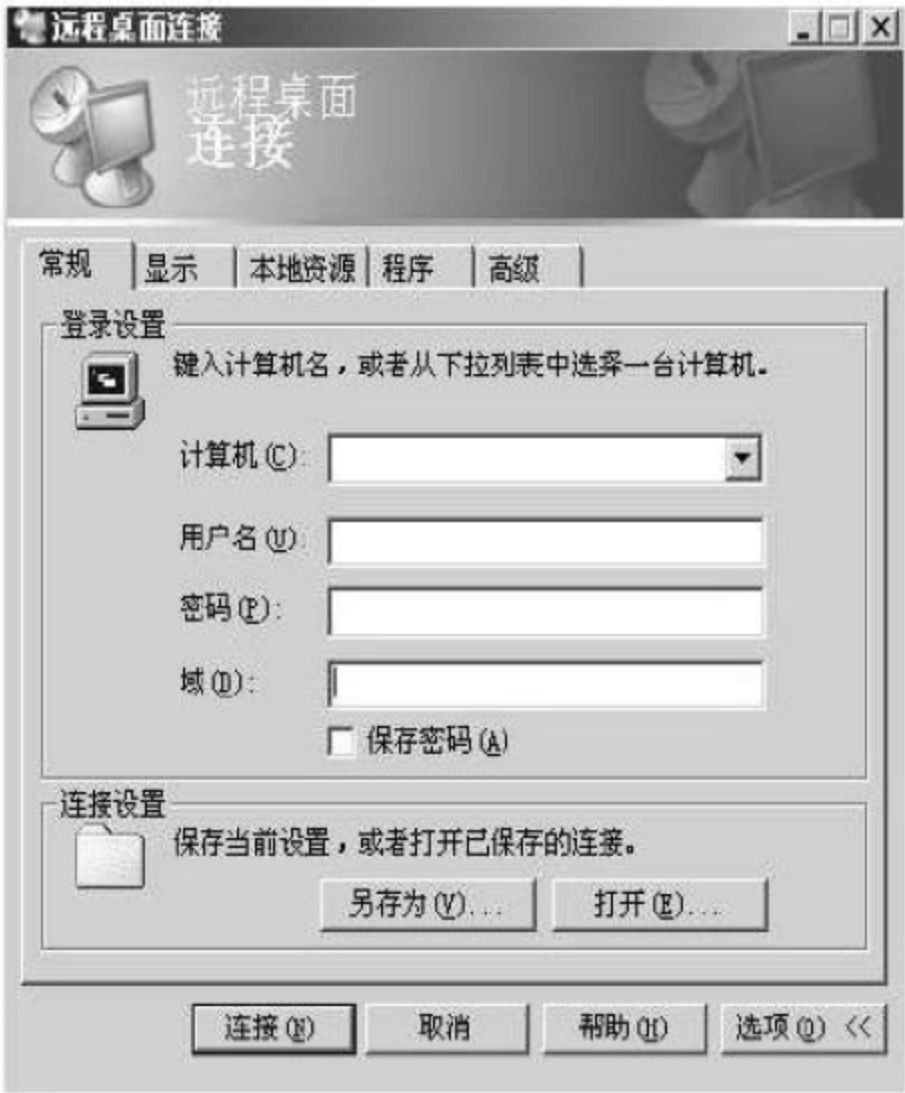 远程桌面连接
远程桌面
连接
常规 显示 本地资源 程序 高级
登录设置
键入计算机名，或者从下拉列表中选择一台计算机。
计算机(C):
用户名(U):
密码(P):
域(D):
保存密码(A)
连接设置
保存当前设置，或者打开已保存的连接。
另存为(V)... 打开(E)...
连接(N) 取消 帮助(H) 选项(O) <<